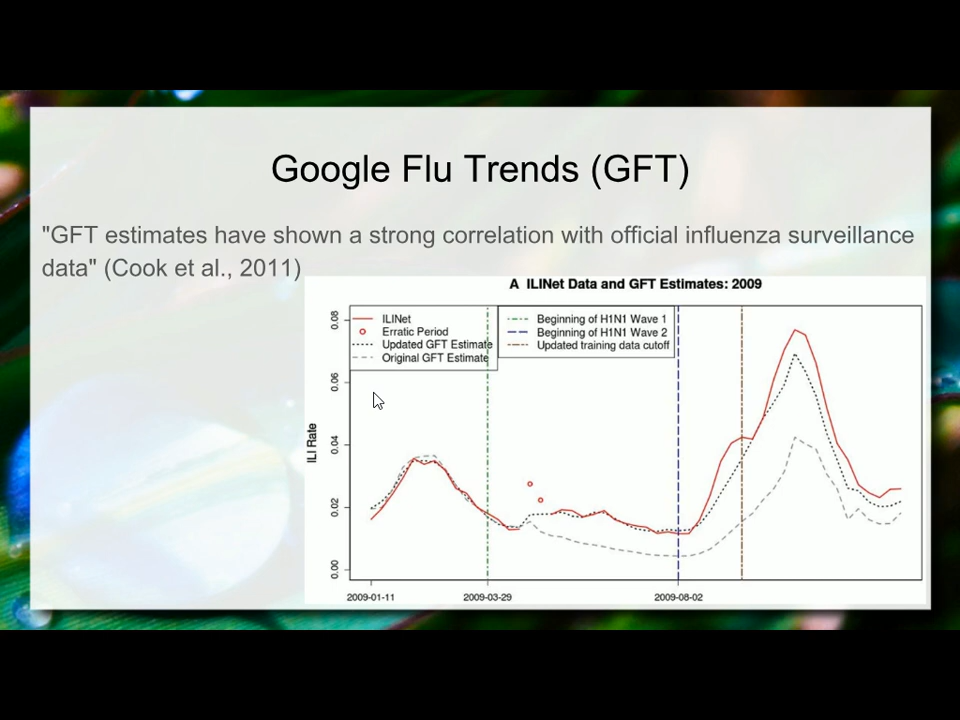 Google Flu Trends (GFT)
"GFT estimates have shown a strong correlation with official influenza surveillance
data" (Cook et al., 2011)
A ILINet Data and GFT Estimates: 2009
ILINet
Erratic Period
Updated GFT Estimate
Original GFT Estimate
Beginning of H1N1 Wave 1
Beginning of H1N1 Wave 2
Updated training data cutoff
ILI Rate
0.08
0.06
0.04
0.02
0.00
2009-01-11
2009-03-29
2009-08-02